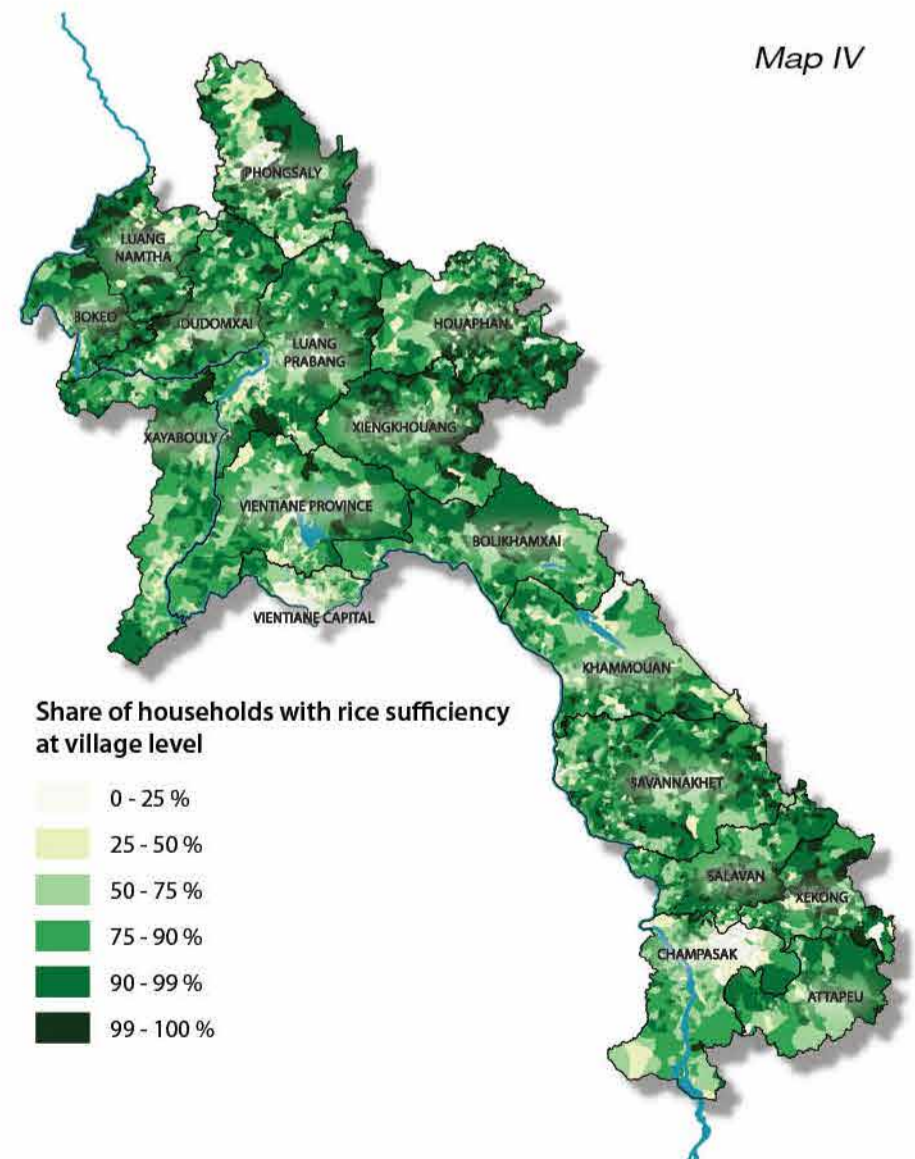 Map IV
PHONGSALY
LUANG
NAMTHA
BOKEO
OUDOMXAI
HOUAPHAN
LUANG
PRABANG
XIENGKHOUANG
XAYABOULY
VIENTIANE PROVINCE
BOLIKHAMXAI
VIENTIANE CAPITAL
KHAMMOUAN
SAVANNAKHET
SALAVAN
XEKONG
CHAMPASAK
ATTAPEU
Share of households with rice sufficiency
at village level
0 - 25 %
25 - 50 %
50 - 75 %
75 - 90 %
90 - 99 %
99 - 100 %